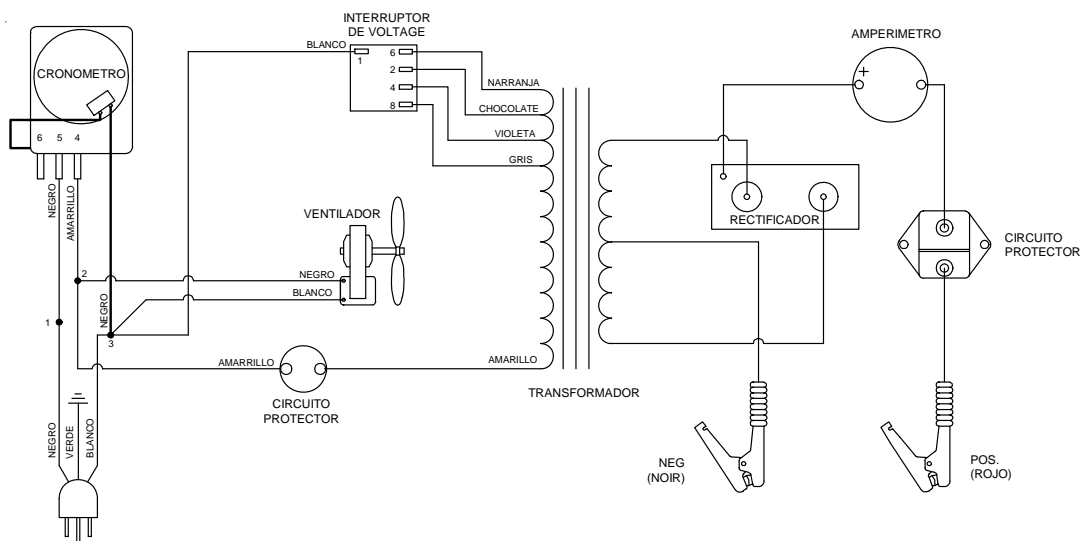 INTERRUPTOR
DE VOLTAGE
AMPERIMETRO
BLANCO
1
6
2
4
8
CRONOMETRO
+
NARRANJA
CHOCOLATE
VIOLETA
GRIS
6 5 4
NEGRO
AMARRILLO
VENTILADOR
RECTIFICADOR
CIRCUITO
PROTECTOR
2
NEGRO
BLANCO
NEGRO
1
3
AMARRILLO
AMARILLO
CIRCUITO
PROTECTOR
TRANSFORMADOR
NEGRO
VERDE
BLANCO
NEG
(NOIR)
POS.
(ROJO)